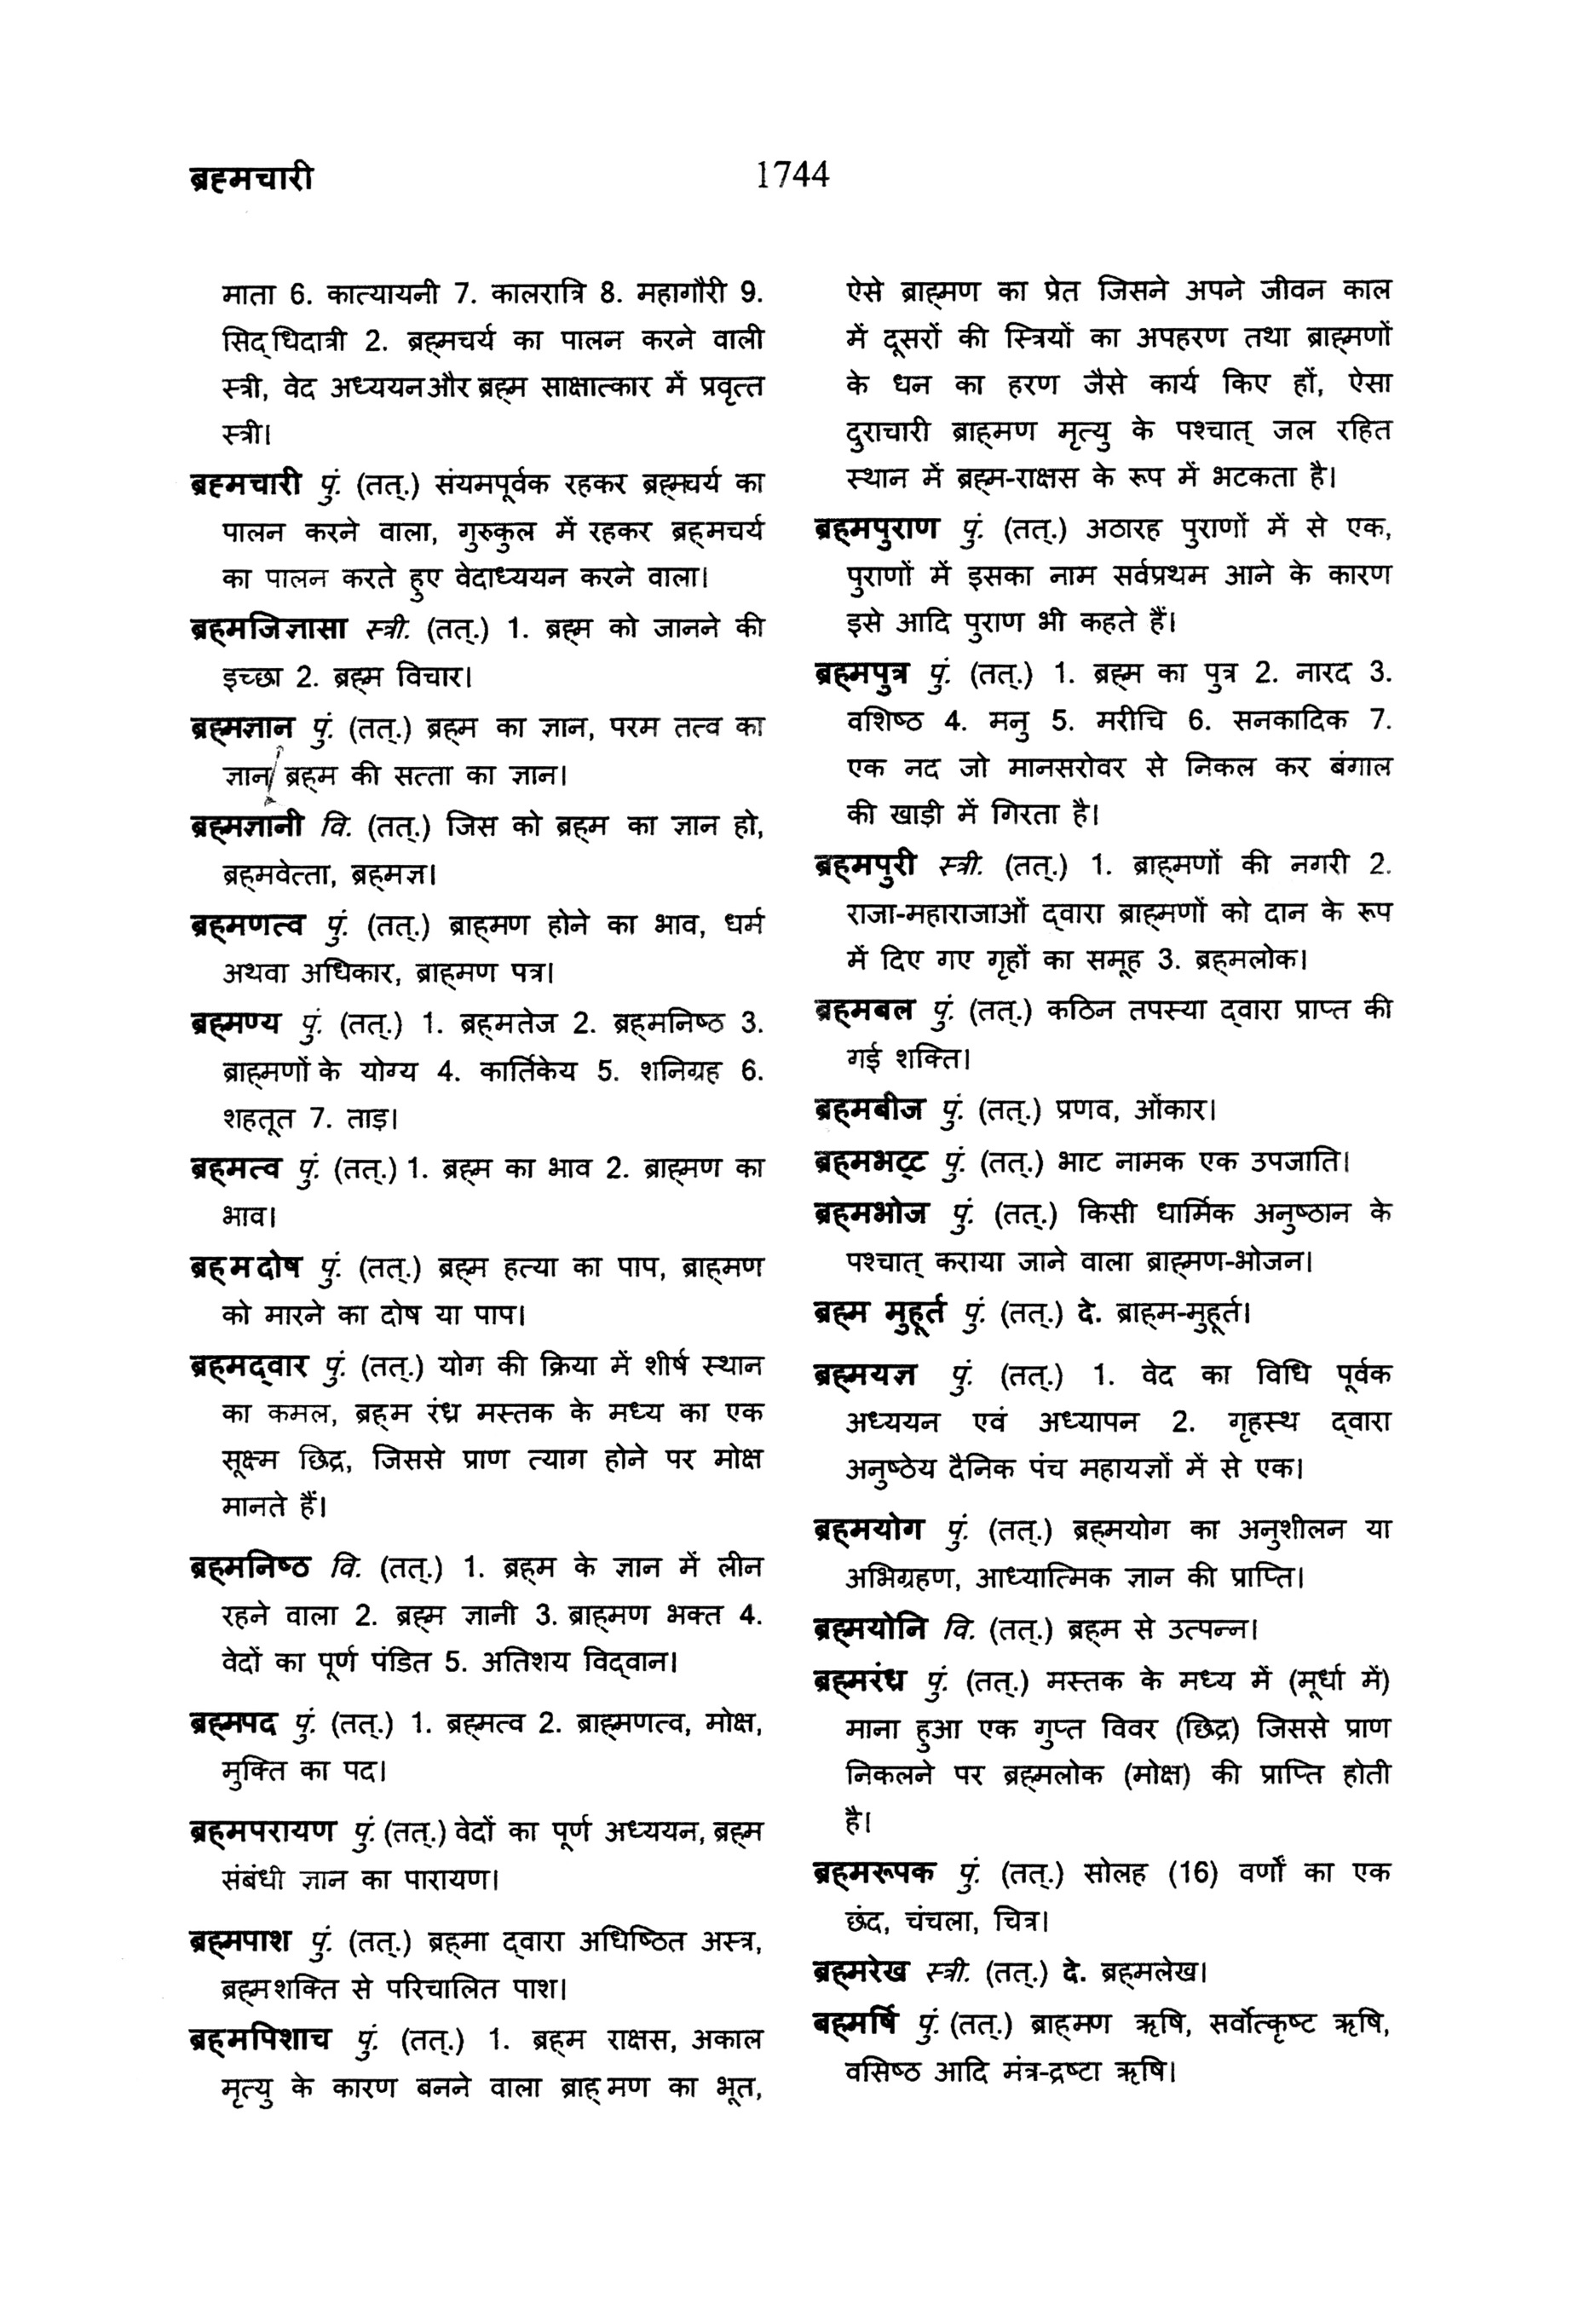 ब्रह्मचारी
1744
माता 6. कात्यायनी 7. कालरात्रि 8. महागौरी 9.
सिद्धिदात्री 2. ब्रह्मचर्य का पालन करने वाली
स्त्री, वेद अध्ययन और ब्रह्म साक्षात्कार में प्रवृत्त
स्त्री।
ब्रह्मचारी पुं. (तत्.) संयमपूर्वक रहकर ब्रह्मचर्य का
पालन करने वाला, गुरुकुल में रहकर ब्रह्मचर्य
का पालन करते हुए वेदाध्ययन करने वाला।
ब्रह्मजिज्ञासा स्त्री. (तत्.) 1. ब्रह्म को जानने की
इच्छा 2. ब्रह्म विचार।
ब्रह्मज्ञान पुं. (तत्.) ब्रह्म का ज्ञान, परम तत्व का
ज्ञान/ ब्रह्म की सत्ता का ज्ञान।
ब्रह्मज्ञानी वि. (तत्.) जिस को ब्रह्म का ज्ञान हो,
ब्रह्मवेत्ता, ब्रह्मज्ञ।
ब्रह्मणत्व पुं. (तत्.) ब्राह्मण होने का भाव, धर्म
अथवा अधिकार, ब्राह्मण पत्र।
ब्रह्मण्य पुं. (तत्.) 1. ब्रह्मतेज 2. ब्रह्मनिष्ठ 3.
ब्राह्मणों के योग्य 4. कार्तिकेय 5. शनिग्रह 6.
शहतूत 7. ताड़।
ब्रह्मत्व पुं. (तत्.) 1. ब्रह्म का भाव 2. ब्राह्मण का
भाव।
ब्रह्मदोष पुं. (तत्.) ब्रह्म हत्या का पाप, ब्राह्मण
को मारने का दोष या पाप।
ब्रह्मद्वार पुं. (तत्.) योग की क्रिया में शीर्ष स्थान
का कमल, ब्रह्म रंध्र मस्तक के मध्य का एक
सूक्ष्म छिद्र, जिससे प्राण त्याग होने पर मोक्ष
मानते हैं।
ब्रह्मनिष्ठ वि. (तत्.) 1. ब्रह्म के ज्ञान में लीन
रहने वाला 2. ब्रह्म ज्ञानी 3. ब्राह्मण भक्त 4.
वेदों का पूर्ण पंडित 5. अतिशय विद्वान।
ब्रह्मपद पुं. (तत्.) 1. ब्रह्मत्व 2. ब्राह्मणत्व, मोक्ष,
मुक्ति का पद।
ब्रह्मपरायण पुं. (तत्.) वेदों का पूर्ण अध्ययन, ब्रह्म
संबंधी ज्ञान का पारायण।
ब्रह्मपाश पुं. (तत्.) ब्रह्मा द्वारा अधिष्ठित अस्त्र,
ब्रह्मशक्ति से परिचालित पाश।
ब्रह्मपिशाच पुं. (तत्.) 1. ब्रह्म राक्षस, अकाल
मृत्यु के कारण बनने वाला ब्राह्मण का भूत,
ऐसे ब्राह्मण का प्रेत जिसने अपने जीवन काल
में दूसरों की स्त्रियों का अपहरण तथा ब्राह्मणों
के धन का हरण जैसे कार्य किए हों, ऐसा
दुराचारी ब्राह्मण मृत्यु के पश्चात् जल रहित
स्थान में ब्रह्म-राक्षस के रूप में भटकता है।
ब्रह्मपुराण पुं. (तत्.) अठारह पुराणों में से एक,
पुराणों में इसका नाम सर्वप्रथम आने के कारण
इसे आदि पुराण भी कहते हैं।
ब्रह्मपुत्र पुं. (तत्.) 1. ब्रह्म का पुत्र 2. नारद 3.
वशिष्ठ 4. मनु 5. मरीचि 6. सनकादिक 7.
एक नद जो मानसरोवर से निकल कर बंगाल
की खाड़ी में गिरता है।
ब्रह्मपुरी स्त्री. (तत्.) 1. ब्राह्मणों की नगरी 2.
राजा-महाराजाओं द्वारा ब्राह्मणों को दान के रूप
में दिए गए गृहों का समूह 3. ब्रह्मलोक।
ब्रह्मबल पुं. (तत्.) कठिन तपस्या द्वारा प्राप्त की
गई शक्ति।
ब्रह्मबीज पुं. (तत्.) प्रणव, ओंकार।
ब्रह्मभट्ट पुं. (तत्.) भाट नामक एक उपजाति।
ब्रह्मभोज पुं. (तत्.) किसी धार्मिक अनुष्ठान के
पश्चात् कराया जाने वाला ब्राह्मण-भोजन।
ब्रह्म मुहूर्त पुं. (तत्.) दे. ब्राह्म-मुहूर्त।
ब्रह्मयज्ञ पुं. (तत्.) 1. वेद का विधि पूर्वक
अध्ययन एवं अध्यापन 2. गृहस्थ द्वारा
अनुष्ठेय दैनिक पंच महायज्ञों में से एक।
ब्रह्मयोग पुं. (तत्.) ब्रह्मयोग का अनुशीलन या
अभिग्रहण, आध्यात्मिक ज्ञान की प्राप्ति।
ब्रह्मयोनि वि. (तत्.) ब्रह्म से उत्पन्न।
ब्रह्मरंध्र पुं. (तत्.) मस्तक के मध्य में (मूर्धा में)
माना हुआ एक गुप्त विवर (छिद्र) जिससे प्राण
निकलने पर ब्रह्मलोक (मोक्ष) की प्राप्ति होती
है।
ब्रह्मरूपक पुं. (तत्.) सोलह (16) वर्णों का एक
छंद, चंचला, चित्र।
ब्रह्मरेख स्त्री. (तत्.) दे. ब्रह्मलेख।
बह्मर्षि पुं. (तत्.) ब्राह्मण ऋषि, सर्वोत्कृष्ट ऋषि,
वसिष्ठ आदि मंत्र-द्रष्टा ऋषि।